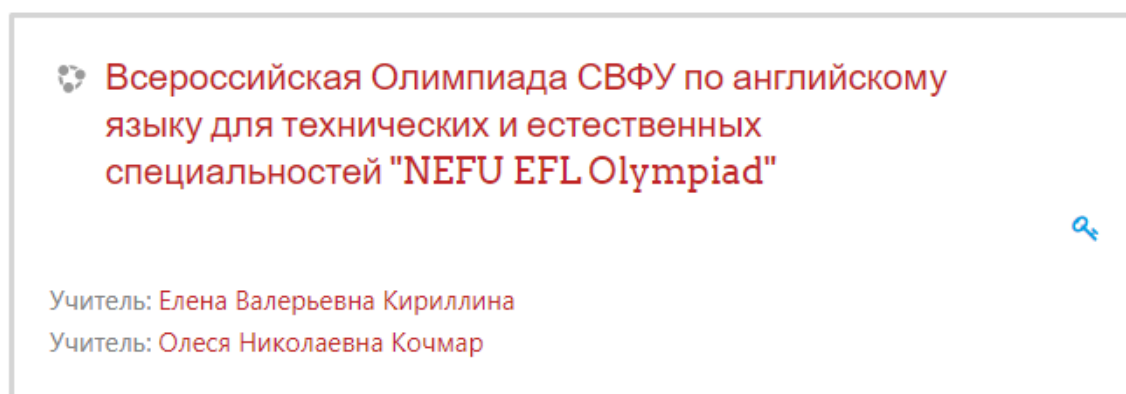 Всероссийская Олимпиада СВФУ по английскому
языку для технических и естественных
специальностей "NEFU EFL Olympiad"
Учитель: Елена Валерьевна Кириллина
Учитель: Олеся Николаевна Кочмар